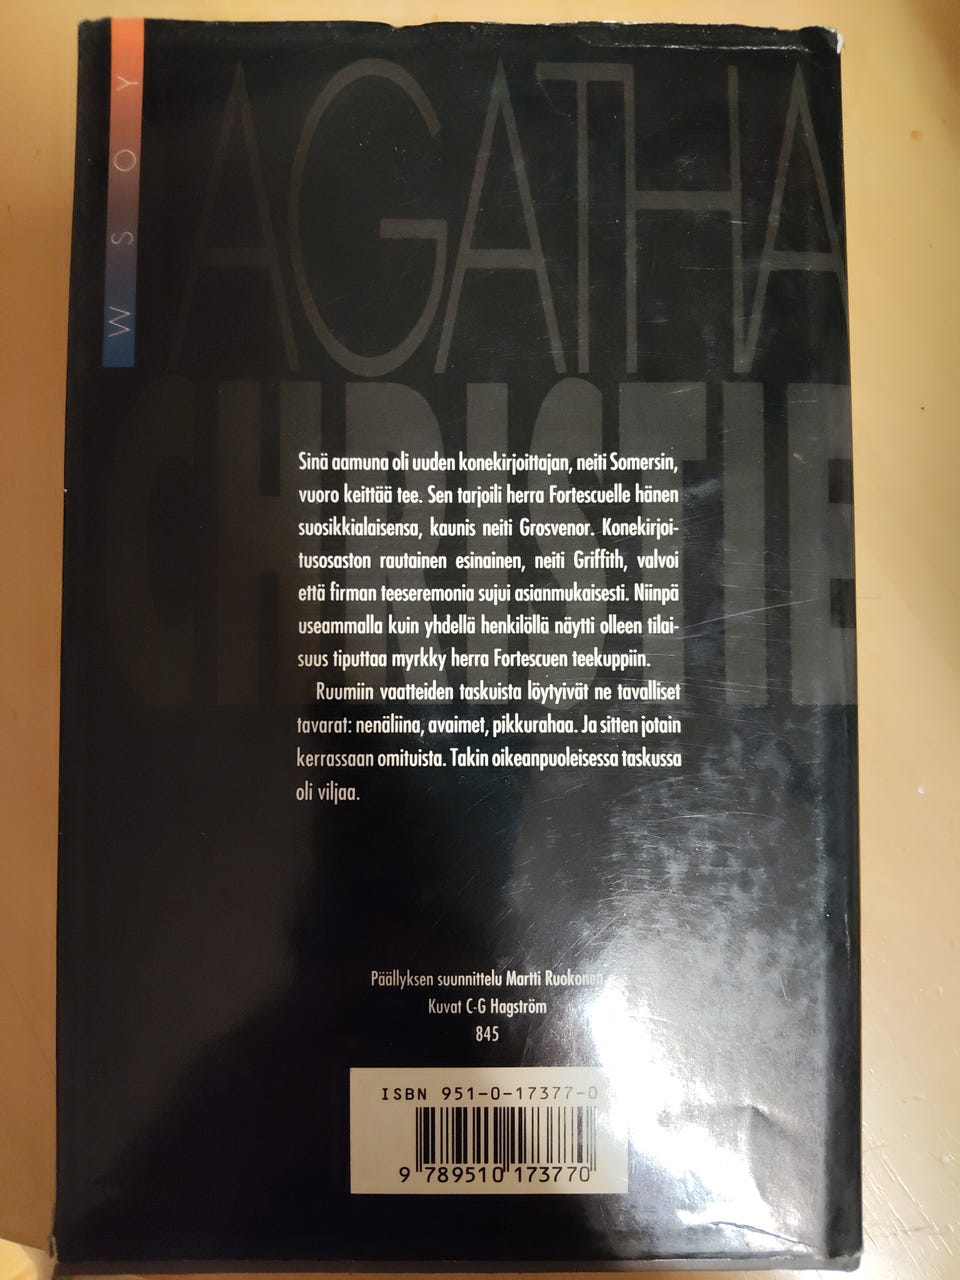 WSOY
AGATHA
CHRISTIE
Sinä aamuna oli uuden konekirjoittajan, neiti Somersin,
vuoro keittää tee. Sen tarjoili herra Fortescuelle hänen
suosikkialaisensa, kaunis neiti Grosvenor. Konekirjoi-
tusosaston rautainen esinainen, neiti Griffith, valvoi
että firman teeseremonia sujui asianmukaisesti. Niinpä
useammalla kuin yhdellä henkilöllä näytti olleen tilai-
suus tiputtaa myrkky herra Fortescuen teekuppiin.
Ruumiin vaatteiden taskuista löytyivät ne tavalliset
tavarat: nenäliina, avaimet, pikkurahaa. Ja sitten jotain
kerrassaan omituista. Takin oikeanpuoleisessa taskussa
oli viljaa.
Päällyksen suunnittelu Martti Ruokonen
Kuvat C-G Hagström
845
ISBN 951-0-17377-0
9 789510 173770